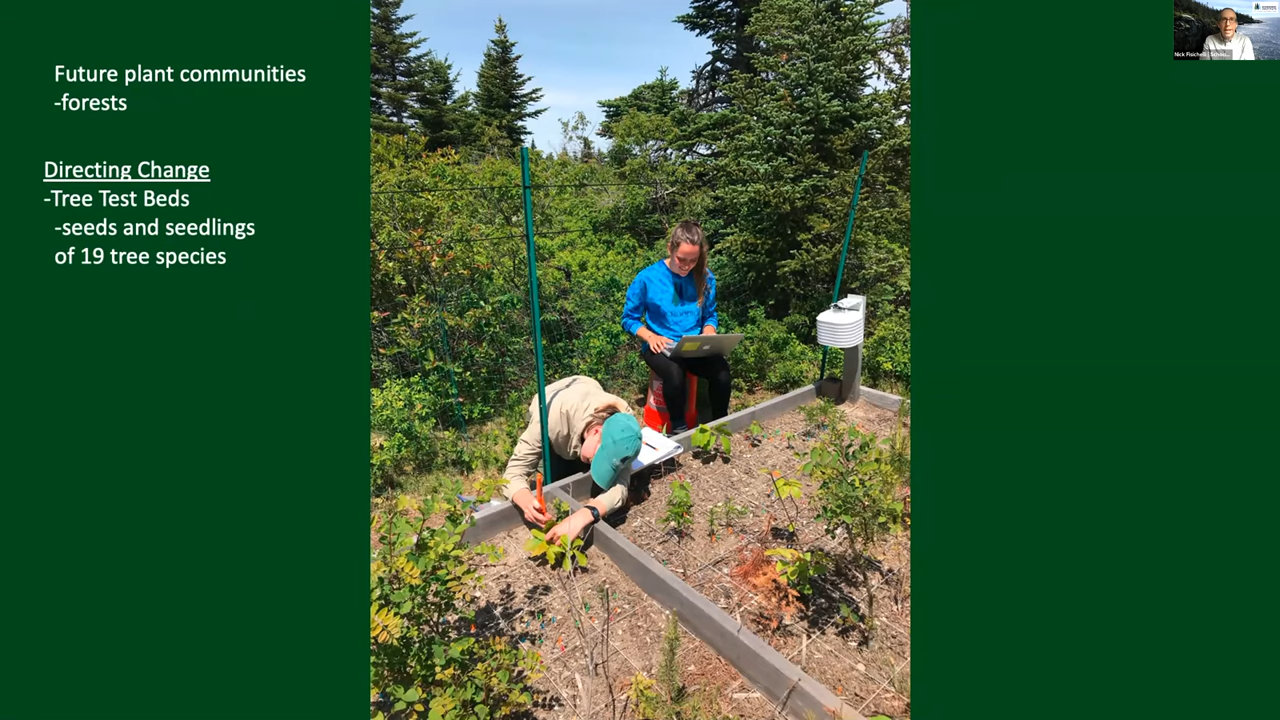 Future plant communities
-forests
Directing Change
-Tree Test Beds
-seeds and seedlings
of 19 tree species